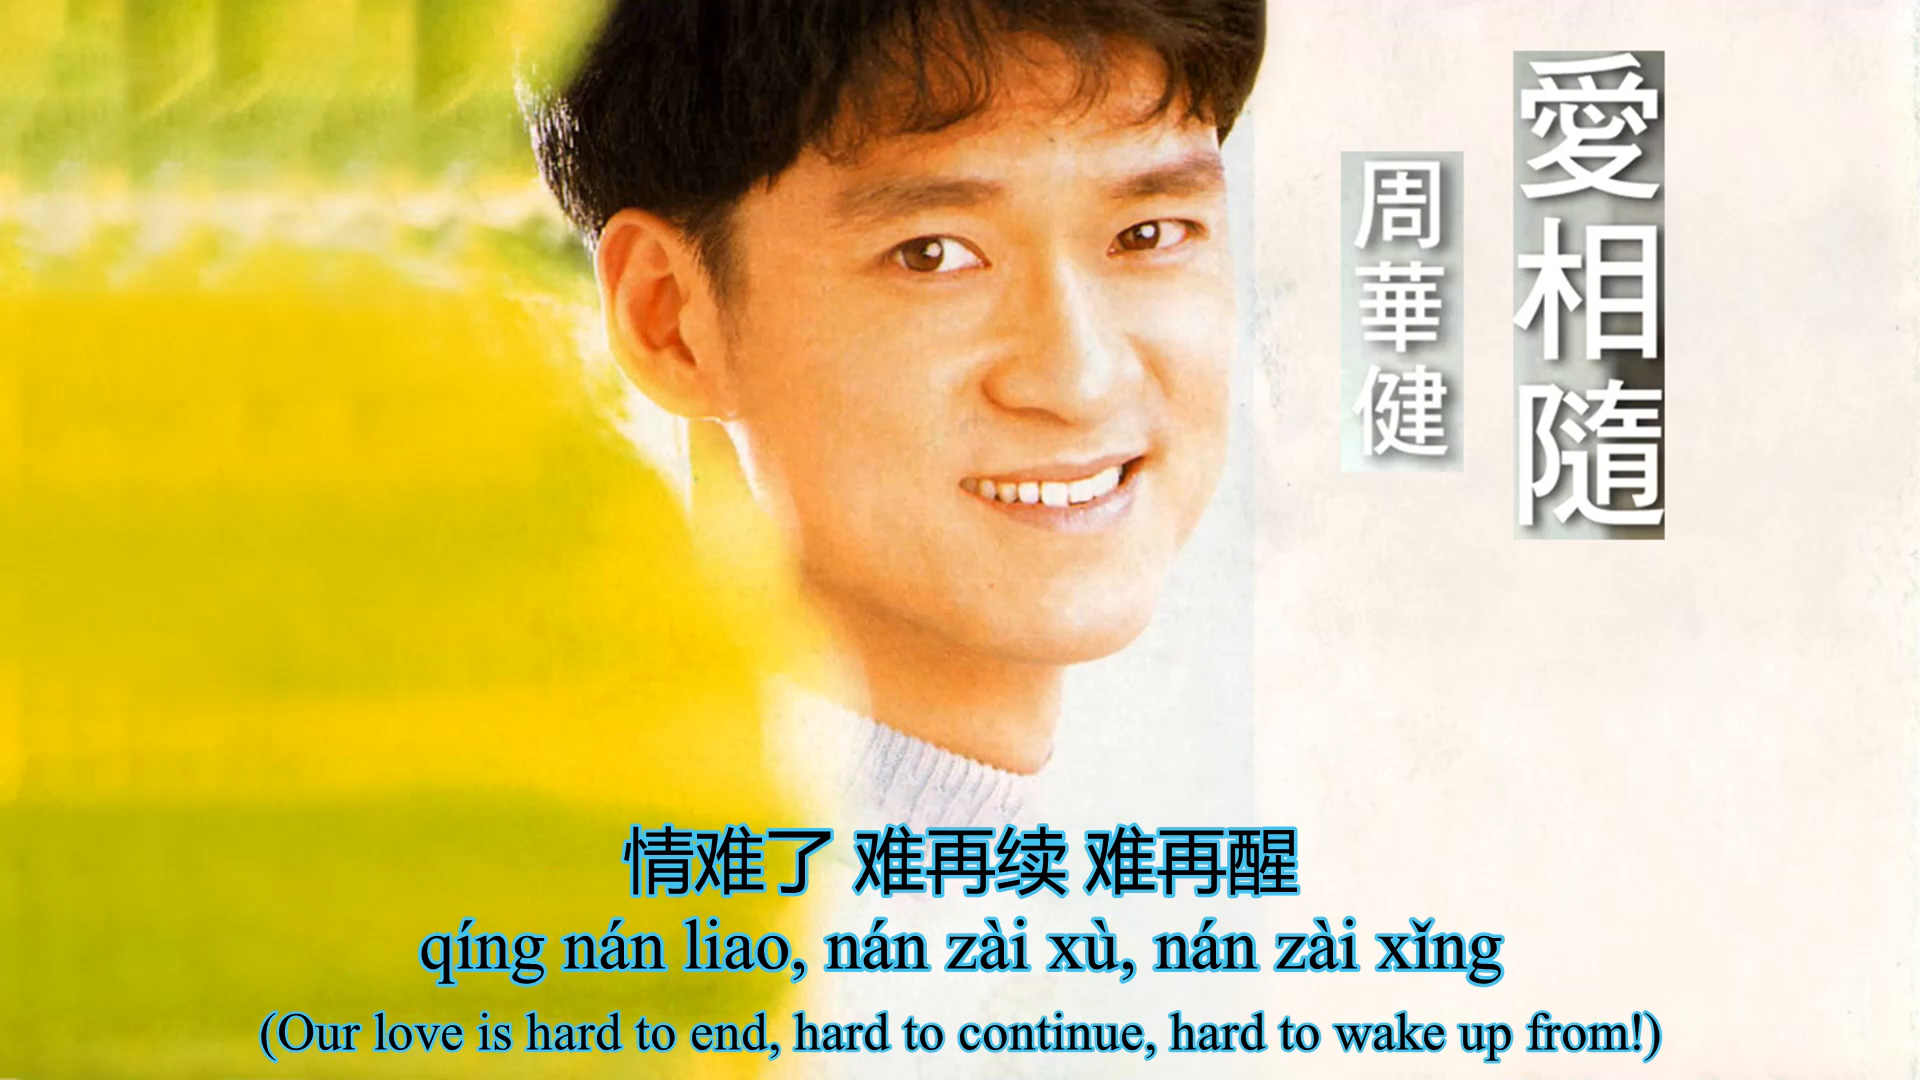 愛相隨
周華健
情难了 难再续 难再醒
qíng nán liao, nán zài xù, nán zài xǐng
(Our love is hard to end, hard to continue, hard to wake up from!)